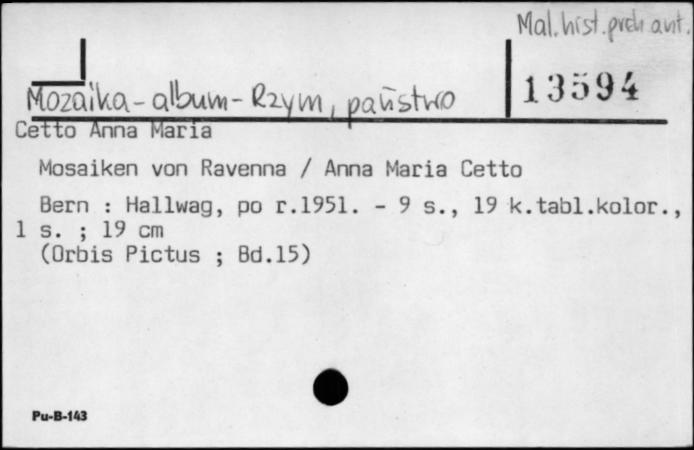 Mal. hist. preh ant.
13594
Mozaika - album - Rzym, państwo
Cetto Anna Maria
Mosaiken von Ravenna / Anna Maria Cetto
Bern : Hallwag, po r.1951. - 9 s., 19 k.tabl.kolor.,
1 s. ; 19 cm
(Orbis Pictus ; Bd.15)
Pu-B-143